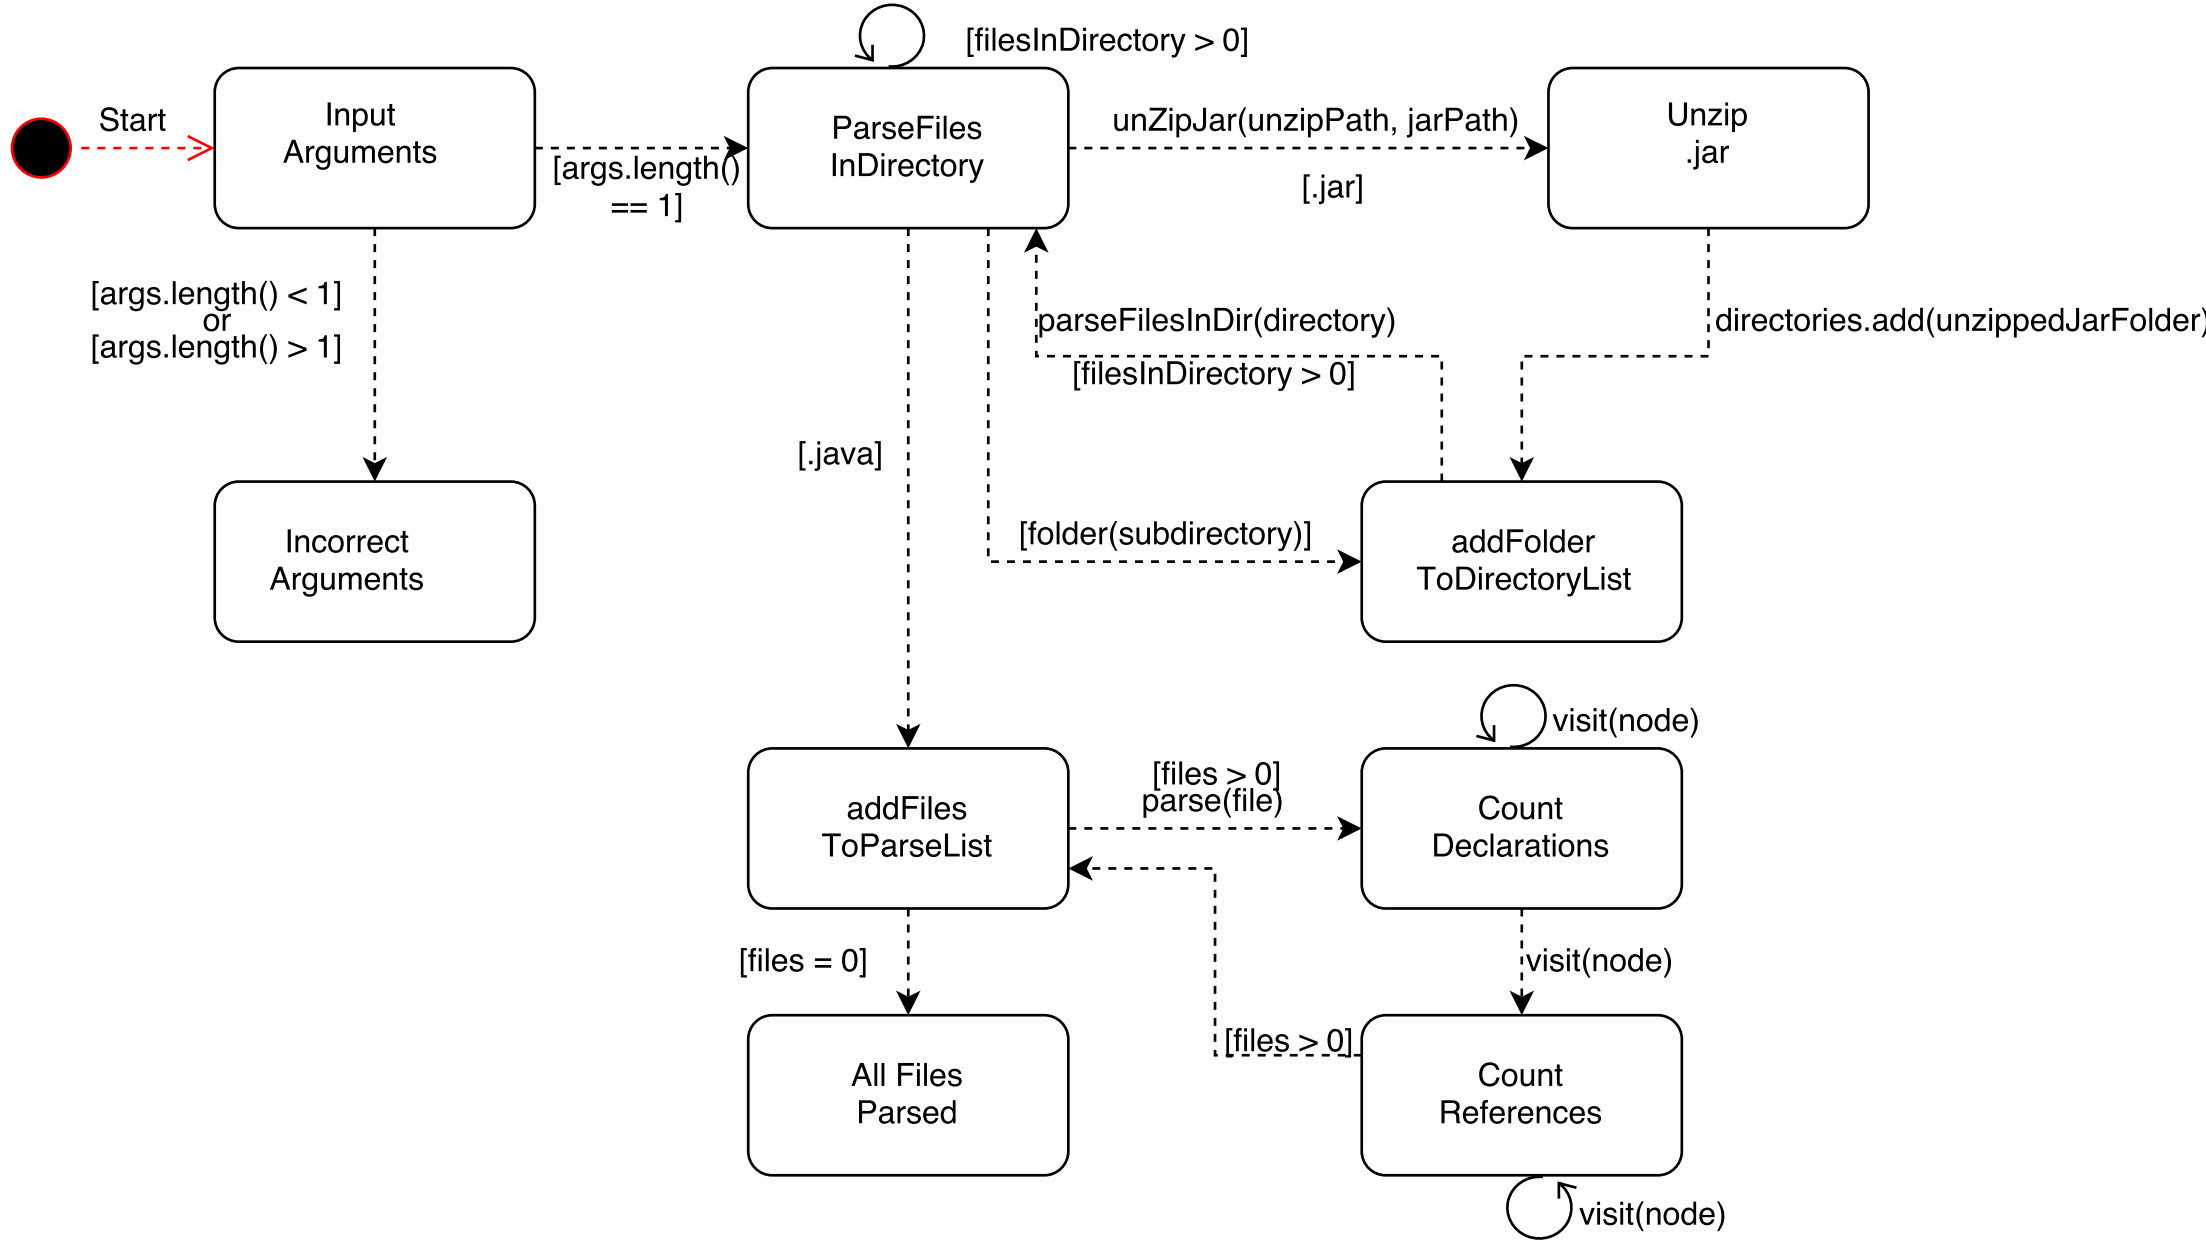 [filesInDirectory > 0]
Start
Input
Arguments
[args.length()
== 1]
ParseFiles
InDirectory
unZipJar(unzipPath, jarPath)
[.jar]
Unzip
.jar
[args.length() < 1]
or
[args.length() > 1]
parseFilesInDir(directory)
[filesInDirectory > 0]
directories.add(unzippedJarFolder)
[.java]
[folder(subdirectory)]
Incorrect
Arguments
addFolder
ToDirectoryList
visit(node)
addFiles
ToParseList
[files > 0]
parse(file)
Count
Declarations
[files = 0]
visit(node)
[files > 0]
All Files
Parsed
Count
References
visit(node)